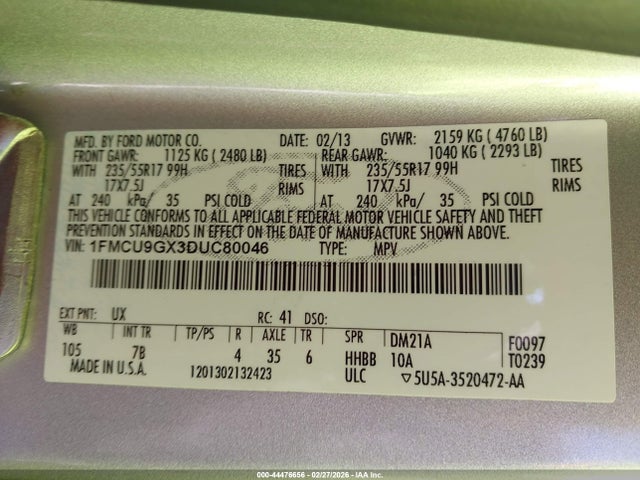 MFD. BY FORD MOTOR CO. DATE: 02/13 GVWR: 2159 KG ( 4760 LB)
FRONT GAWR: 1125 KG ( 2480 LB) REAR GAWR: 1040 KG ( 2293 LB)
WITH 235/55R17 99H TIRES WITH 235/55R17 99H TIRES
17X7.5J RIMS 17X7.5J RIMS
AT 240 kPa/ 35 PSI COLD AT 240 kPa/ 35 PSI COLD
THIS VEHICLE CONFORMS TO ALL APPLICABLE FEDERAL MOTOR VEHICLE SAFETY AND THEFT
PREVENTION STANDARDS IN EFFECT ON THE DATE OF MANUFACTURE SHOWN ABOVE.
VIN: 1FMCU9GX3DUC80046 TYPE: MPV
EXT PNT: UX RC: 41 DSO:
WB INT TR TP/PS R AXLE TR SPR DM21A F0097
105 7B 4 35 6 HHBB 10A T0239
MADE IN U.S.A. 1201302132423 ULC ▽5U5A-3520472-AA
000-44476656 - 02/27/2026 - IAAI.COM